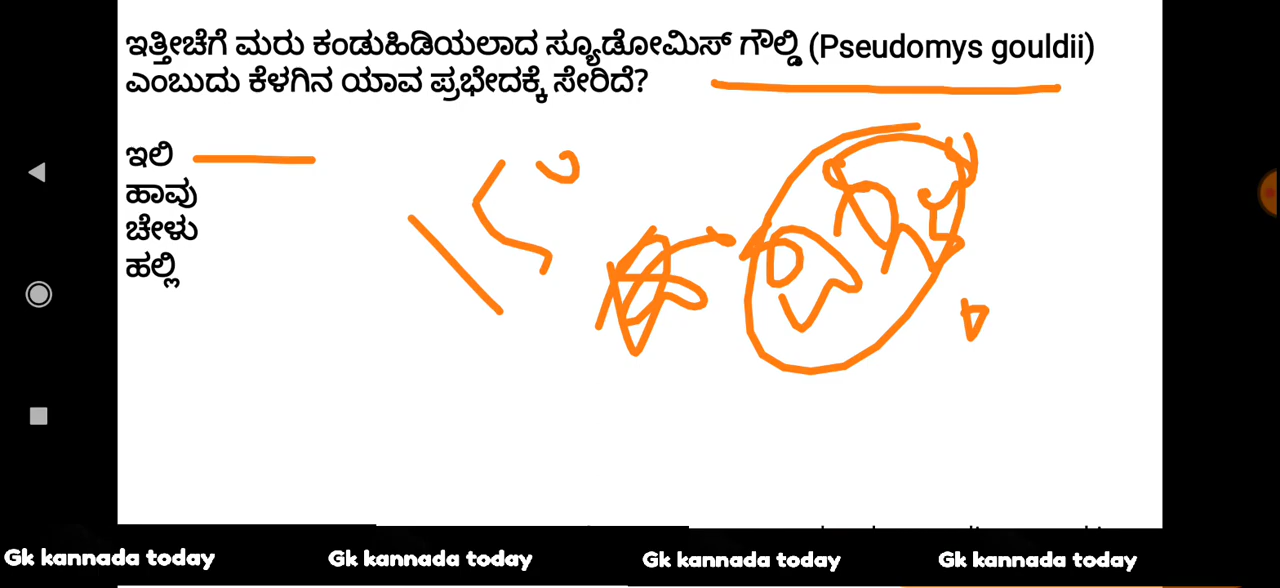 ಇತ್ತೀಚೆಗೆ ಮರು ಕಂಡುಹಿಡಿಯಲಾದ ಸ್ಯೂಡೋಮಿಸ್ ಗೌಲ್ಡಿ (Pseudomys gouldii)
ಎಂಬುದು ಕೆಳಗಿನ ಯಾವ ಪ್ರಭೇದಕ್ಕೆ ಸೇರಿದೆ?
ಇಲಿ
ಹಾವು
ಚೇಳು
ಹಲ್ಲಿ
Gk kannada today Gk kannada today Gk kannada today Gk kannada today